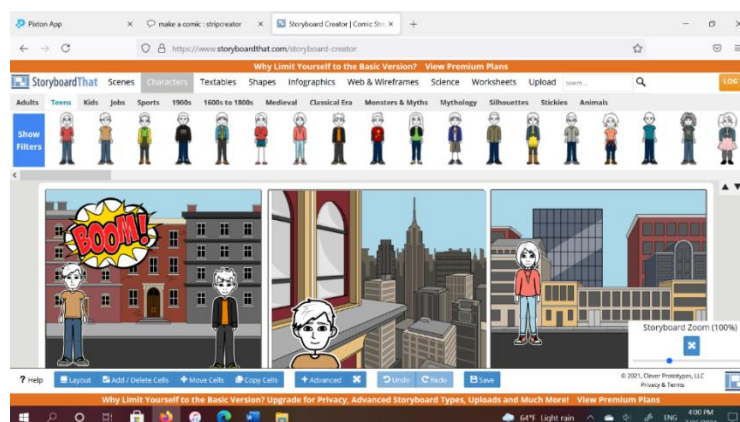 Pixton App
make a comic : stripcreator
Storyboard Creator | Comic Str
https://www.storyboardthat.com/storyboard-creator
Why Limit Yourself to the Basic Version? View Premium Plans
StoryboardThat Scenes Characters Textables Shapes Infographics Web & Wireframes Science Worksheets Upload LOG
Adults Teens Kids Jobs Sports 1900s 1600s to 1800s Medieval Classical Era Monsters & Myths Mythology Silhouettes Stickies Animals
Show
Filters
BOOM!
Storyboard Zoom (100%)
? Help Layout Add / Delete Cells Move Cells Copy Cells +Advanced Undo Redo Save
© 2021, Clever Prototypes, LLC
Privacy & Terms
Why Limit Yourself to the Basic Version? Upgrade for Privacy, Advanced Storyboard Types, Uploads and Much More! View Premium Plans
64°F Light rain ENG 4:00 PM